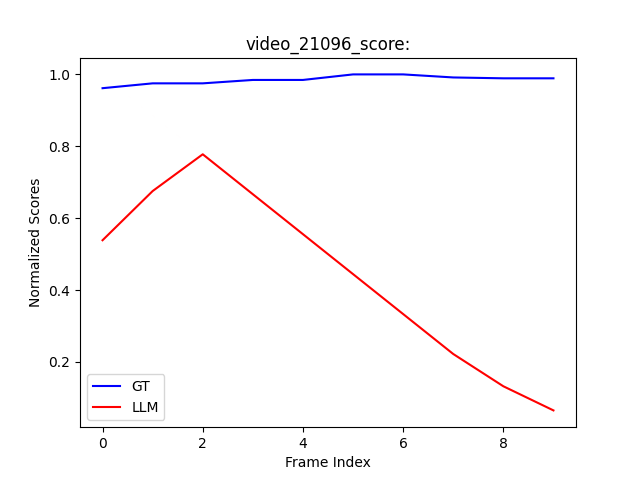 video_21096_score:
Normalized Scores
1.0
0.8
0.6
0.4
0.2
GT
LLM
0 2 4 6 8
Frame Index